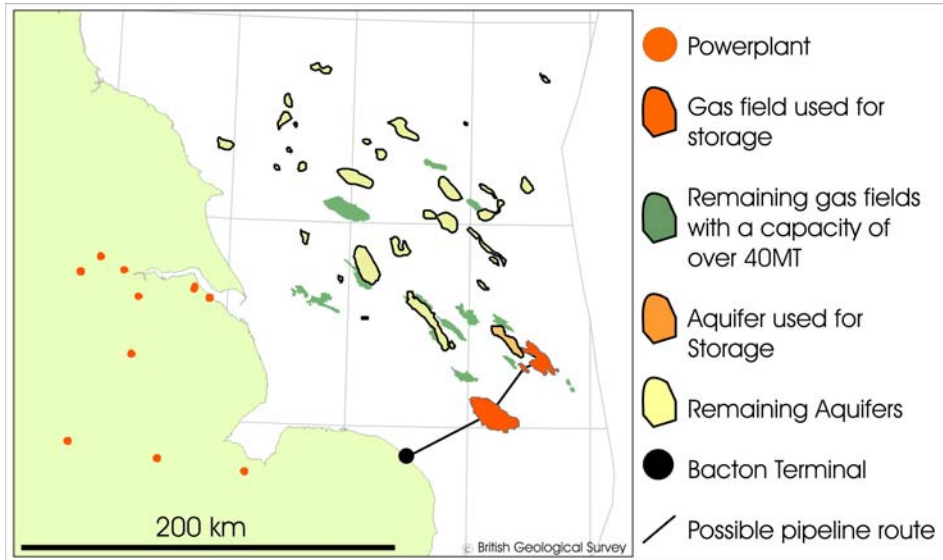 Powerplant
Gas field used for
storage
Remaining gas fields
with a capacity of
over 40MT
Aquifer used for
Storage
Remaining Aquifers
Bacton Terminal
Possible pipeline route
200 km
© British Geological Survey